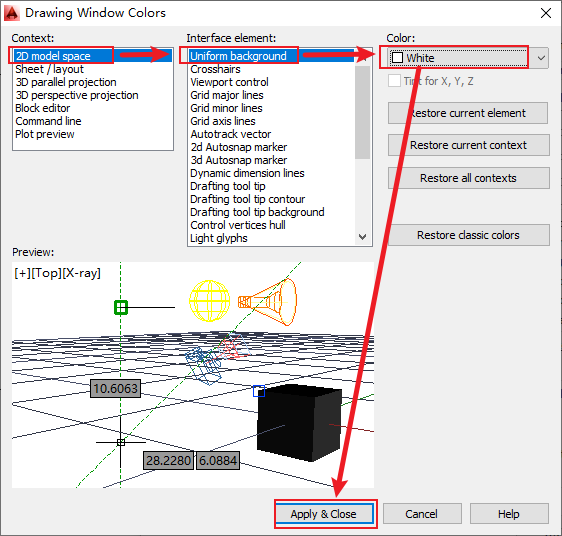 Drawing Window Colors
Context:
2D model space
Sheet / layout
3D parallel projection
3D perspective projection
Block editor
Command line
Plot preview
Interface element:
Uniform background
Crosshairs
Viewport control
Grid major lines
Grid minor lines
Grid axis lines
Autotrack vector
2d Autosnap marker
3d Autosnap marker
Dynamic dimension lines
Drafting tool tip
Drafting tool tip contour
Drafting tool tip background
Control vertices hull
Light glyphs
Color:
White
Tint for X, Y, Z
Restore current element
Restore current context
Restore all contexts
Restore classic colors
Preview:
[+][Top][X-ray]
10.6063
28.2280 6.0884
Apply & Close
Cancel
Help